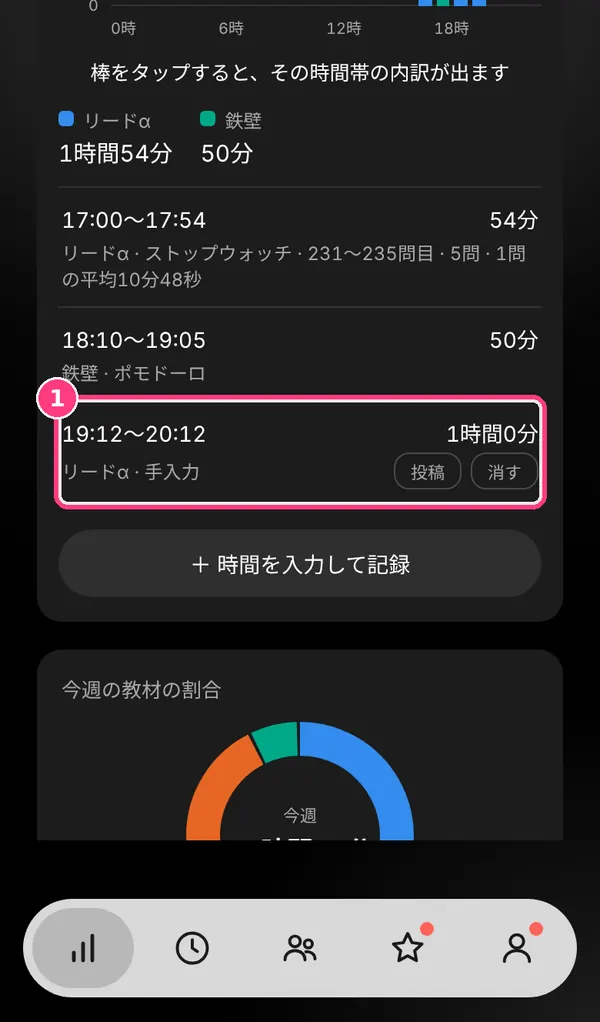 0
0時 6時 12時 18時
棒をタップすると、その時間帯の内訳が出ます
リードα 鉄壁
1時間54分 50分
17:00〜17:54 54分
リードα · ストップウォッチ · 231〜235問目 · 5問 · 1問
の平均10分48秒
18:10〜19:05 50分
鉄壁 · ポモドーロ
1
19:12〜20:12 1時間0分
リードα · 手入力 投稿 消す
＋ 時間を入力して記録
今週の教材の割合
今週